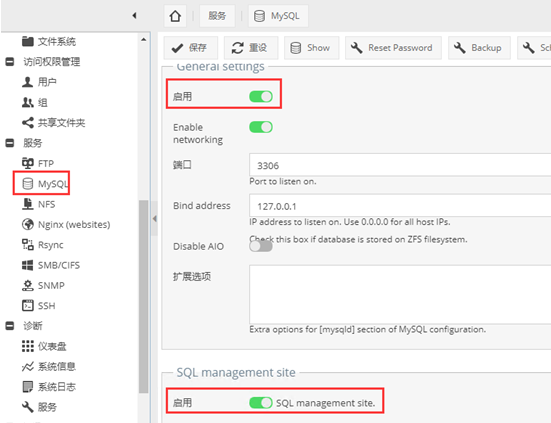 服务
MySQL
文件系统
访问权限管理
用户
组
共享文件夹
服务
FTP
MySQL
NFS
Nginx (websites)
Rsync
SMB/CIFS
SNMP
SSH
诊断
仪表盘
系统信息
系统日志
服务
保存
重设
Show
Reset Password
Backup
General settings
启用
Enable
networking
端口
3306
Port to listen on.
Bind address
127.0.0.1
IP address to listen on. Use 0.0.0.0 for all host IPs.
Disable AIO
Check this box if database is stored on ZFS filesystem.
扩展选项
Extra options for [mysqld] section of MySQL configuration.
SQL management site
启用
SQL management site.